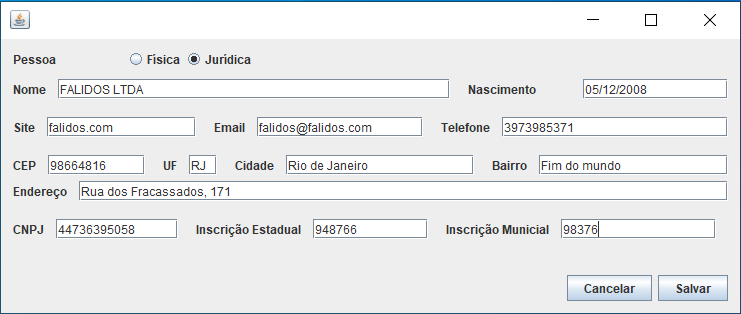 Pessoa Física Jurídica
Nome FALIDOS LTDA Nascimento 05/12/2008
Site falidos.com Email falidos@falidos.com Telefone 3973985371
CEP 98664816 UF RJ Cidade Rio de Janeiro Bairro Fim do mundo
Endereço Rua dos Fracassados, 171
CNPJ 44736395058 Inscrição Estadual 948766 Inscrição Municial 98376
Cancelar Salvar